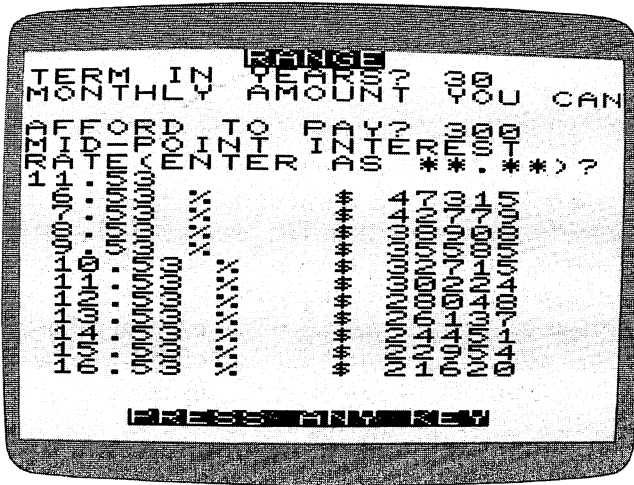 RANGE
TERM IN YEARS? 30
MONTHLY AMOUNT YOU CAN
AFFORD TO PAY? 300
MID-POINT INTEREST
RATE(ENTER AS **.**)?
11.53
6.53 % $ 47315
7.53 % $ 42779
8.53 % $ 38908
9.53 % $ 35585
10.53 % $ 32715
11.53 % $ 30224
12.53 % $ 28048
13.53 % $ 26137
14.53 % $ 24451
15.53 % $ 22954
16.53 % $ 21620
PRESS ANY KEY